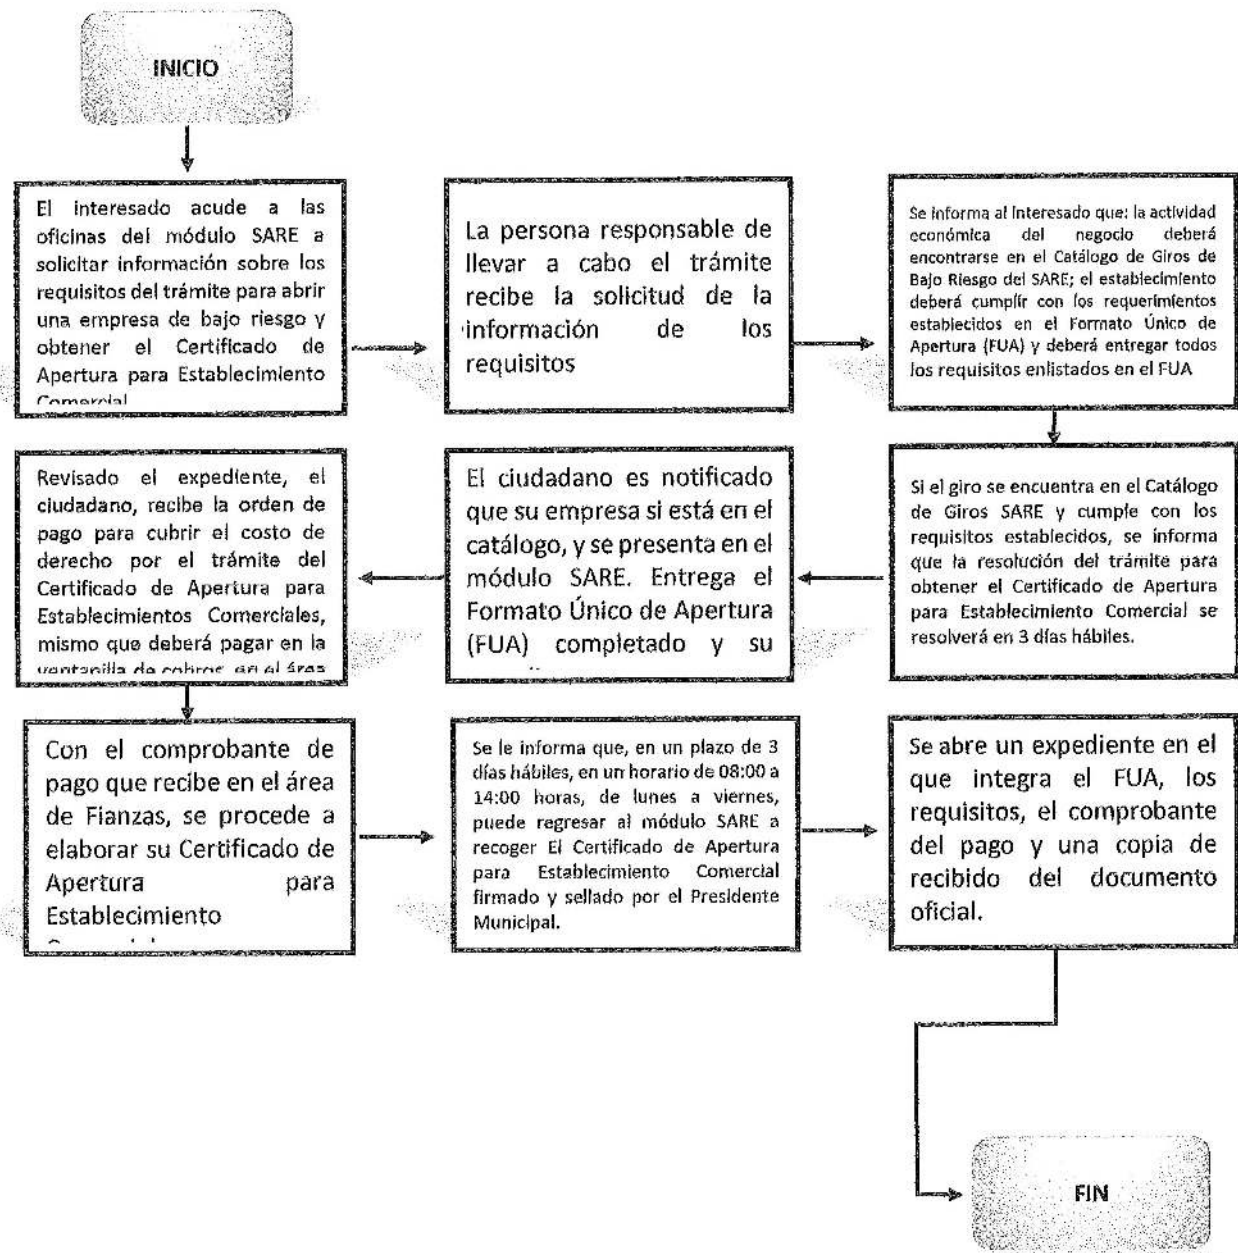 INICIO
El interesado acude a las
oficinas del módulo SARE a
solicitar información sobre los
requisitos del trámite para abrir
una empresa de bajo riesgo y
obtener el Certificado de
Apertura para Establecimiento
Comercial
La persona responsable de
llevar a cabo el trámite
recibe la solicitud de la
información de los
requisitos
Se informa al interesado que: la actividad
económica del negocio deberá
encontrarse en el Catálogo de Giros de
Bajo Riesgo del SARE; el establecimiento
deberá cumplir con los requerimientos
establecidos en el Formato Único de
Apertura (FUA) y deberá entregar todos
los requisitos enlistados en el FUA
Si el giro se encuentra en el Catálogo
de Giros SARE y cumple con los
requisitos establecidos, se informa
que la resolución del trámite para
obtener el Certificado de Apertura
para Establecimiento Comercial se
resolverá en 3 días hábiles.
El ciudadano es notificado
que su empresa si está en el
catálogo, y se presenta en el
módulo SARE. Entrega el
Formato Único de Apertura
(FUA) completado y su
Revisado el expediente, el
ciudadano, recibe la orden de
pago para cubrir el costo de
derecho por el trámite del
Certificado de Apertura para
Establecimientos Comerciales,
mismo que deberá pagar en la
ventanilla de cobros, en el área
Con el comprobante de
pago que recibe en el área
de Fianzas, se procede a
elaborar su Certificado de
Apertura para
Establecimiento
Se le informa que, en un plazo de 3
días hábiles, en un horario de 08:00 a
14:00 horas, de lunes a viernes,
puede regresar al módulo SARE a
recoger El Certificado de Apertura
para Establecimiento Comercial
firmado y sellado por el Presidente
Municipal.
Se abre un expediente en el
que integra el FUA, los
requisitos, el comprobante
del pago y una copia de
recibido del documento
oficial.
FIN